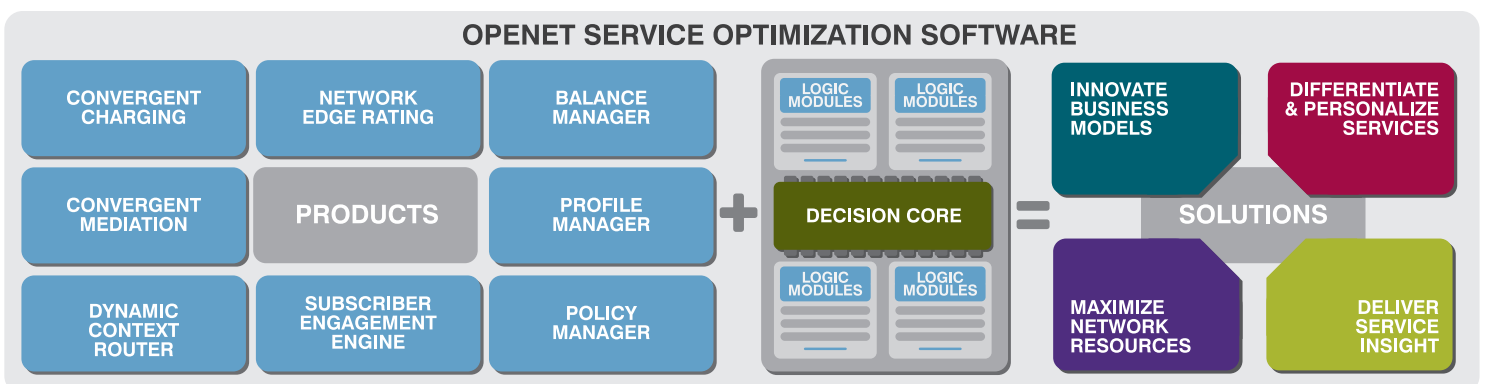 OPENET SERVICE OPTIMIZATION SOFTWARE
CONVERGENT
CHARGING
NETWORK
EDGE RATING
BALANCE
MANAGER
CONVERGENT
MEDIATION
PRODUCTS
PROFILE
MANAGER
DYNAMIC
CONTEXT
ROUTER
SUBSCRIBER
ENGAGEMENT
ENGINE
POLICY
MANAGER
+
LOGIC
MODULES
LOGIC
MODULES
DECISION CORE
LOGIC
MODULES
LOGIC
MODULES
=
INNOVATE
BUSINESS
MODELS
DIFFERENTIATE
& PERSONALIZE
SERVICES
SOLUTIONS
MAXIMIZE
NETWORK
RESOURCES
DELIVER
SERVICE
INSIGHT